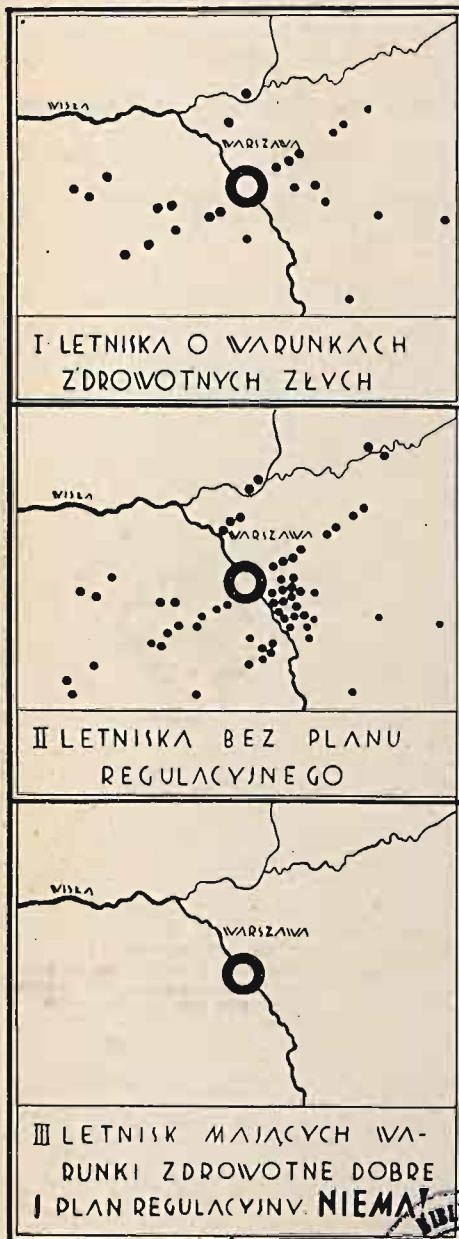 WISŁA
WARSZAWA
I LETNISKA O WARUNKACH
ZDROWOTNYCH ZŁYCH
WISŁA
WARSZAWA
II LETNISKA BEZ PLANU
REGULACYJNEGO
WISŁA
WARSZAWA
III LETNISK MAJĄCYCH WA-
RUNKI ZDROWOTNE DOBRE
I PLAN REGULACYJNY NIEMA!